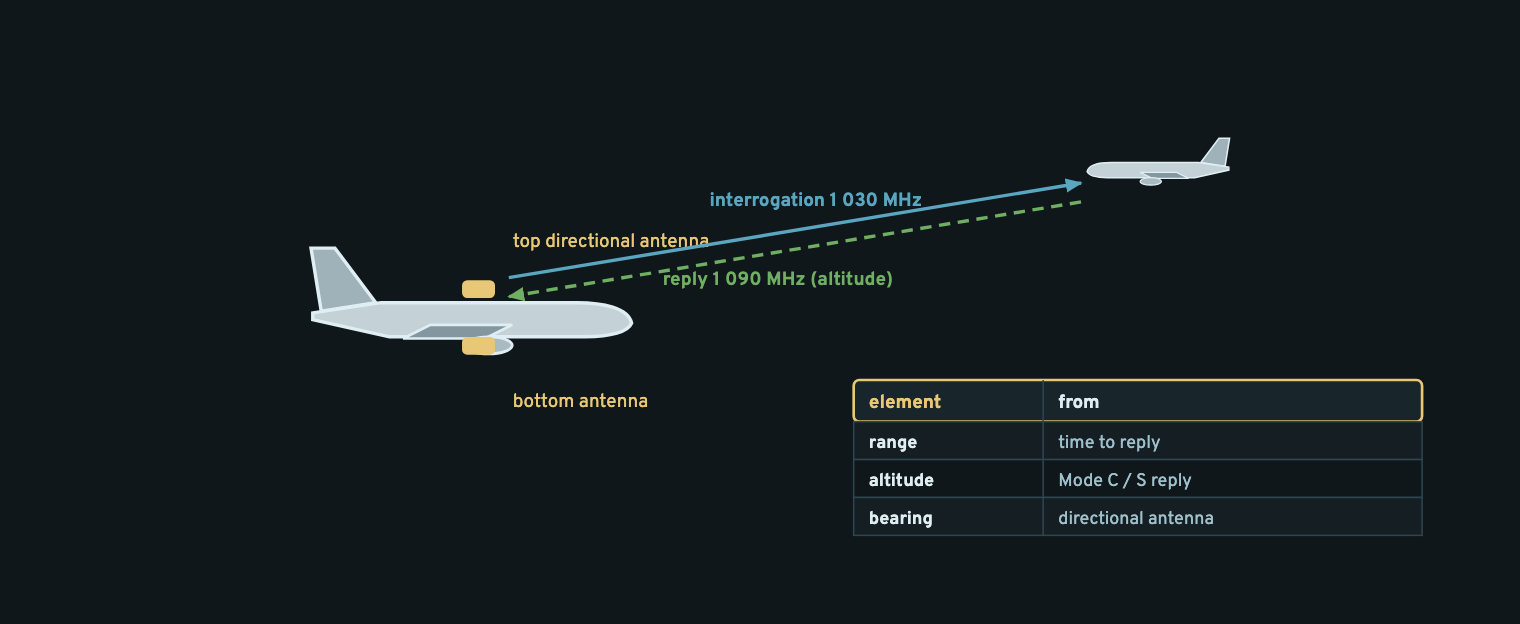 interrogation 1 030 MHz
top directional antenna
reply 1 090 MHz (altitude)
bottom antenna
element from
range time to reply
altitude Mode C / S reply
bearing directional antenna